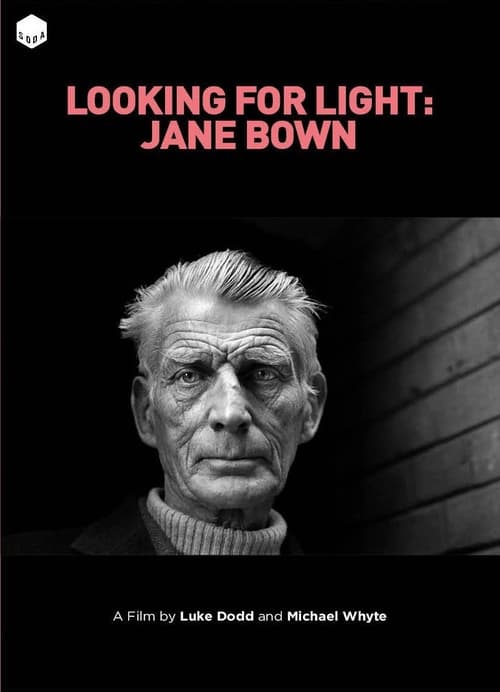 SODA
LOOKING FOR LIGHT:
JANE BOWN
A Film by Luke Dodd and Michael Whyte